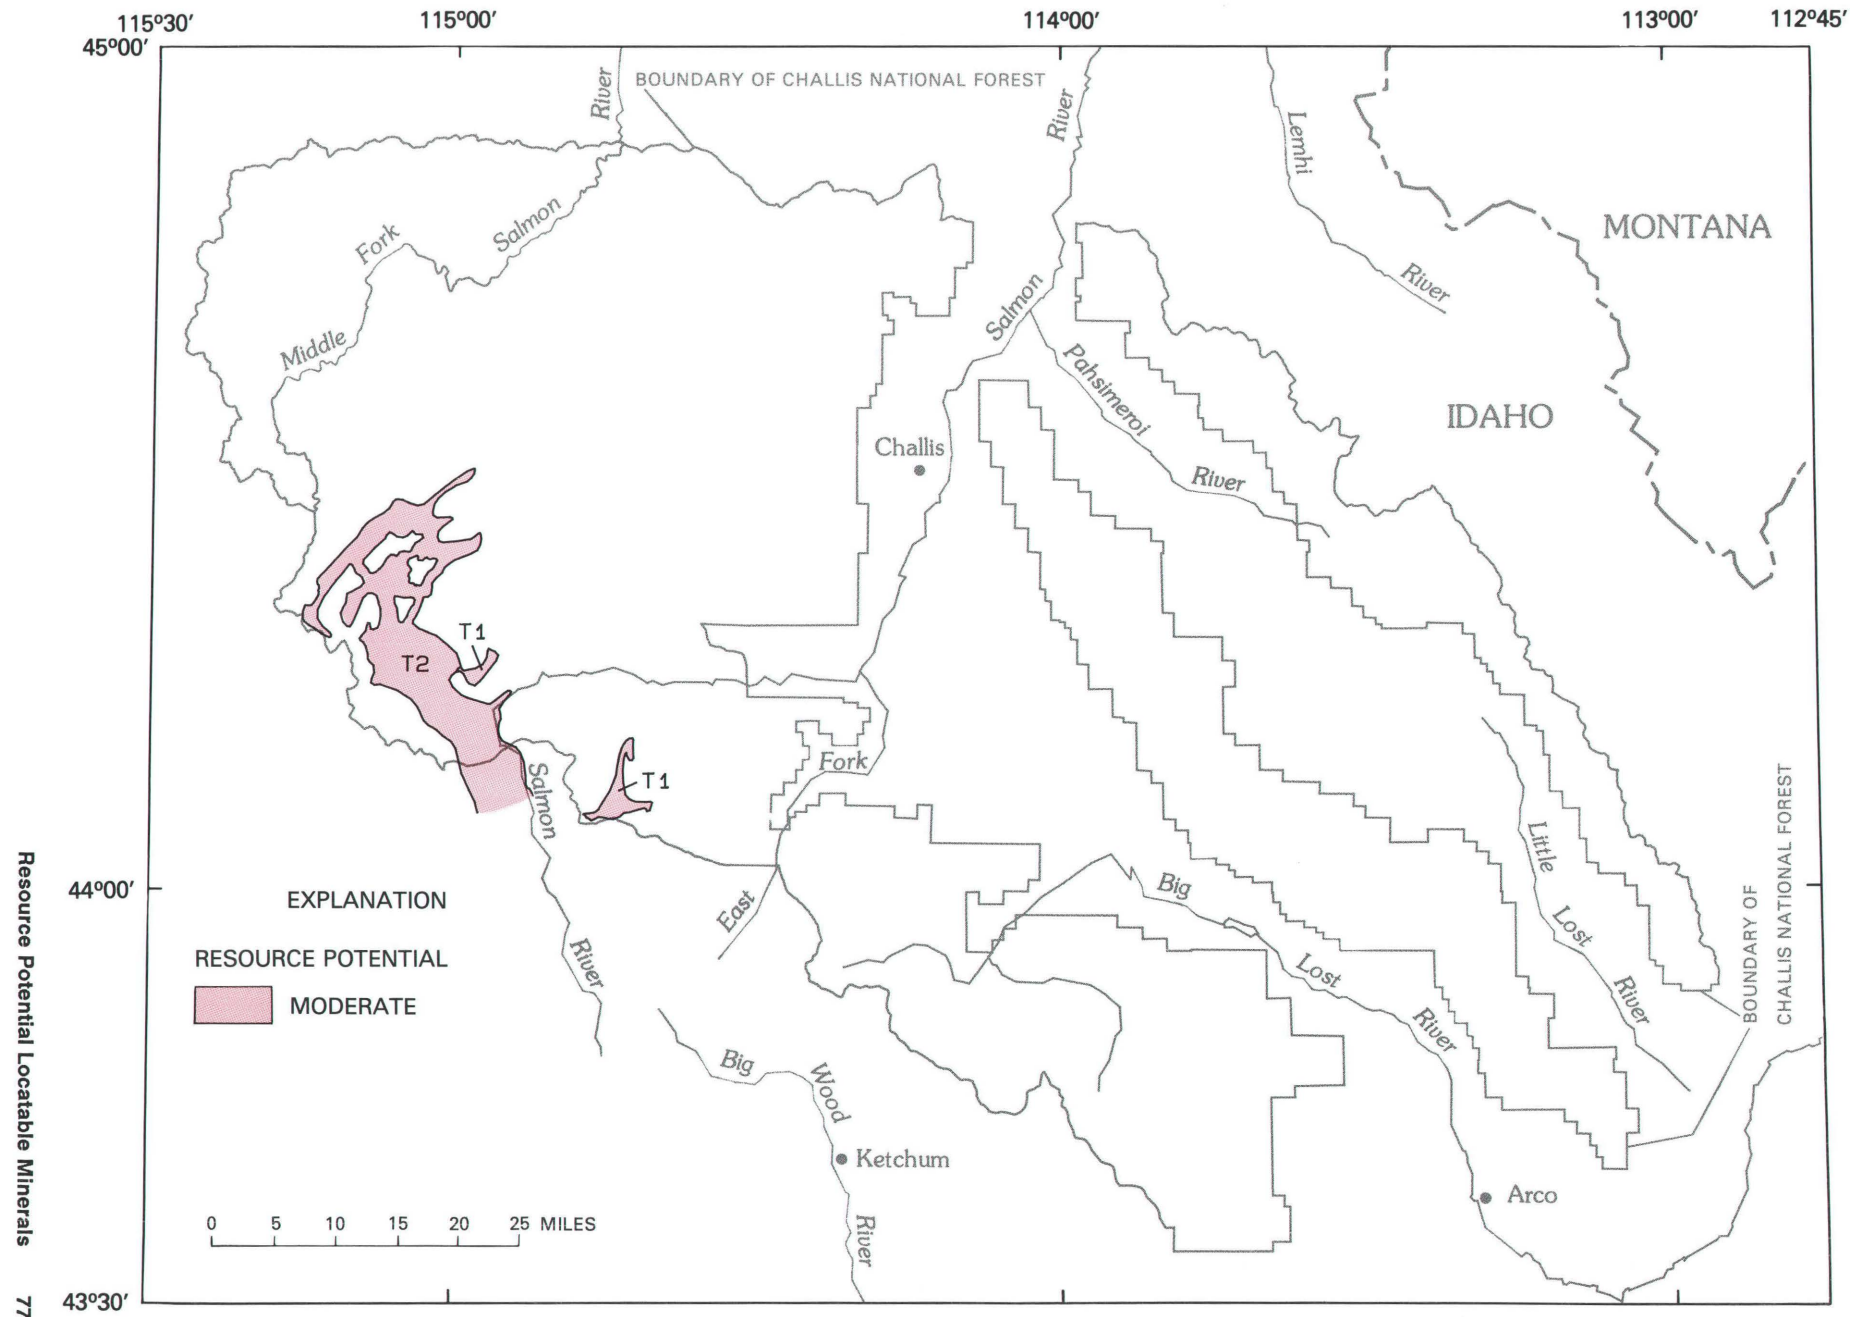 115°30′ 115°00′ 114°00′ 113°00′ 112°45′
45°00′
BOUNDARY OF CHALLIS NATIONAL FOREST
River
River
Lemhi
River
MONTANA
IDAHO
Middle
Fork
Salmon
Salmon
Pahsimeroi
River
Challis
T1
T2
T1
Salmon
River
Fork
East
44°00′
EXPLANATION
RESOURCE POTENTIAL
MODERATE
Big
Lost
River
Little
Lost
River
BOUNDARY OF
CHALLIS NATIONAL FOREST
Big
Wood
River
Ketchum
Arco
0 5 10 15 20 25 MILES
43°30′
Resource Potential Locatable Minerals 77